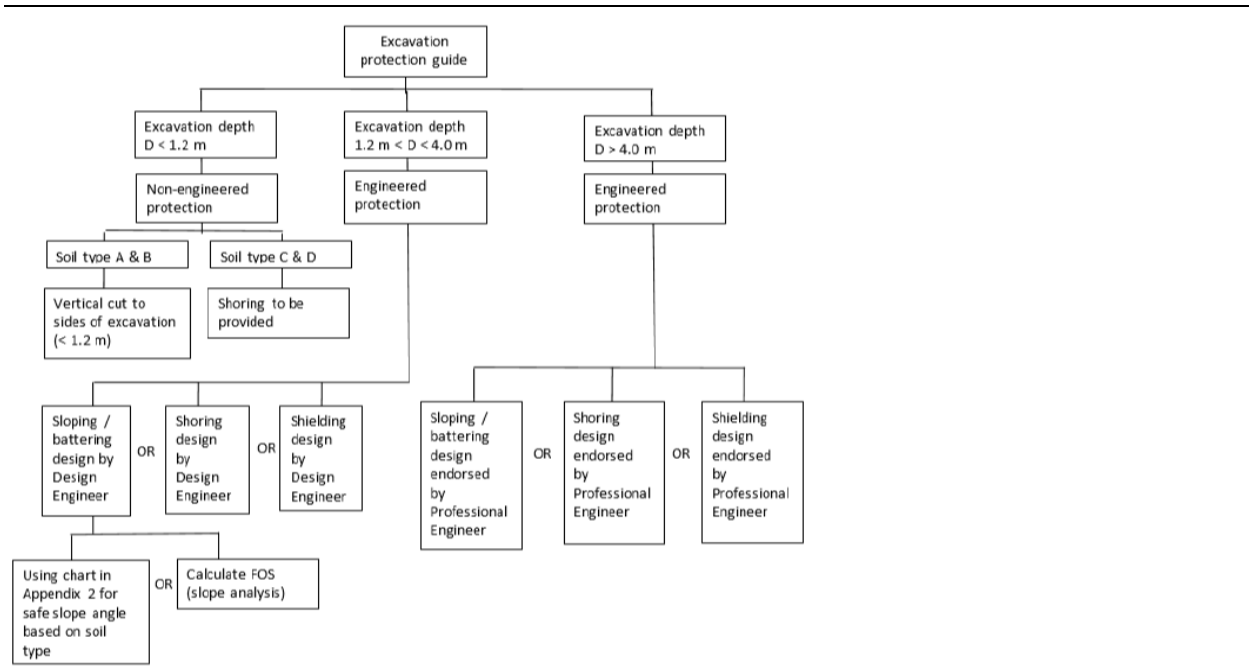 Excavation
protection guide
Excavation depth
D < 1.2 m
Excavation depth
1.2 m < D < 4.0 m
Excavation depth
D > 4.0 m
Non-engineered
protection
Engineered
protection
Engineered
protection
Soil type A & B
Soil type C & D
Vertical cut to
sides of excavation
(< 1.2 m)
Shoring to be
provided
Sloping /
battering
design by
Design
Engineer
OR
Shoring
design
by
Design
Engineer
OR
Shielding
design
by
Design
Engineer
Sloping /
battering
design
endorsed
by
Professional
Engineer
OR
Shoring
design
endorsed
by
Professional
Engineer
OR
Shielding
design
endorsed
by
Professional
Engineer
Using chart in
Appendix 2 for
safe slope angle
based on soil
type
OR
Calculate FOS
(slope analysis)